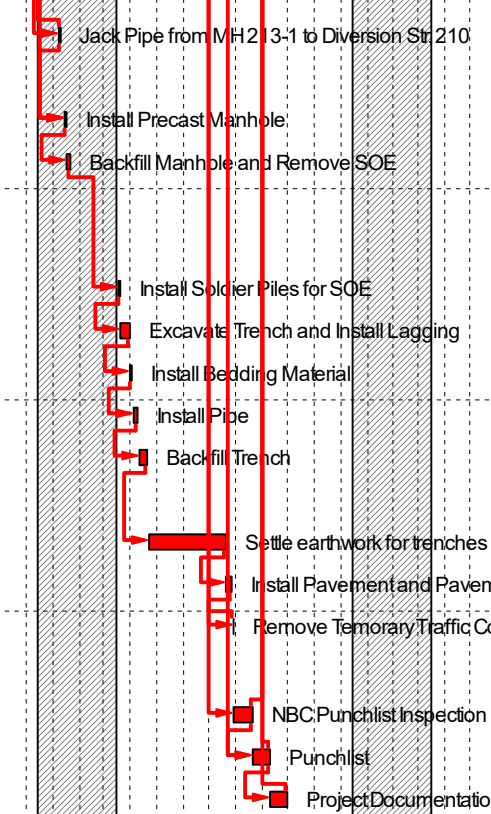 Jack Pipe from MH 213-1 to Diversion Str. 210
Install Precast Manhole
Backfill Manhole and Remove SOE
Install Soldier Piles for SOE
Excavate Trench and Install Lagging
Install Bedding Material
Install Pipe
Backfill Trench
Settle earthwork for trenches
Install Pavement and Pavem
Remove Temorary Traffic Co
NBC Punchlist Inspection
Punchlist
Project Documentatio